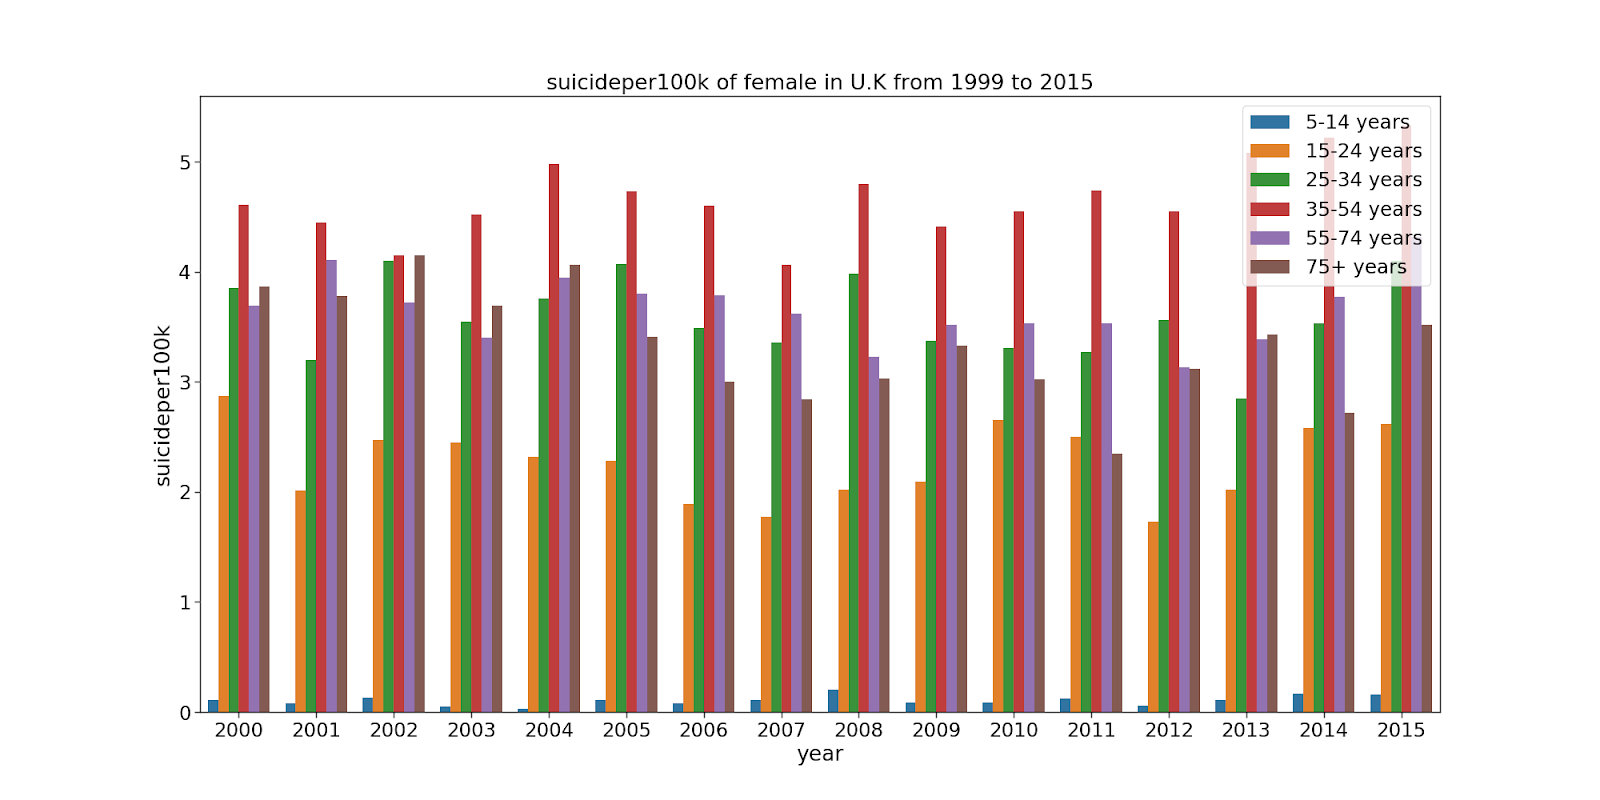 suicideper100k of female in U.K from 1999 to 2015
5-14 years
15-24 years
25-34 years
35-54 years
55-74 years
75+ years
suicideper100k
5
4
3
2
1
0
2000 2001 2002 2003 2004 2005 2006 2007 2008 2009 2010 2011 2012 2013 2014 2015
year